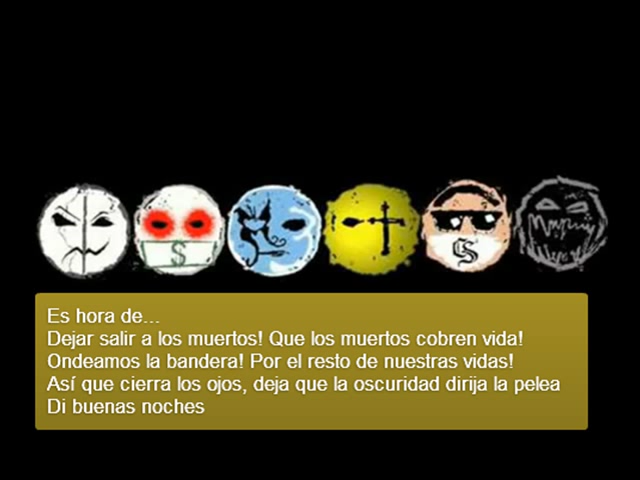 Es hora de...
Dejar salir a los muertos! Que los muertos cobren vida!
Ondeamos la bandera! Por el resto de nuestras vidas!
Así que cierra los ojos, deja que la oscuridad dirija la pelea
Di buenas noches